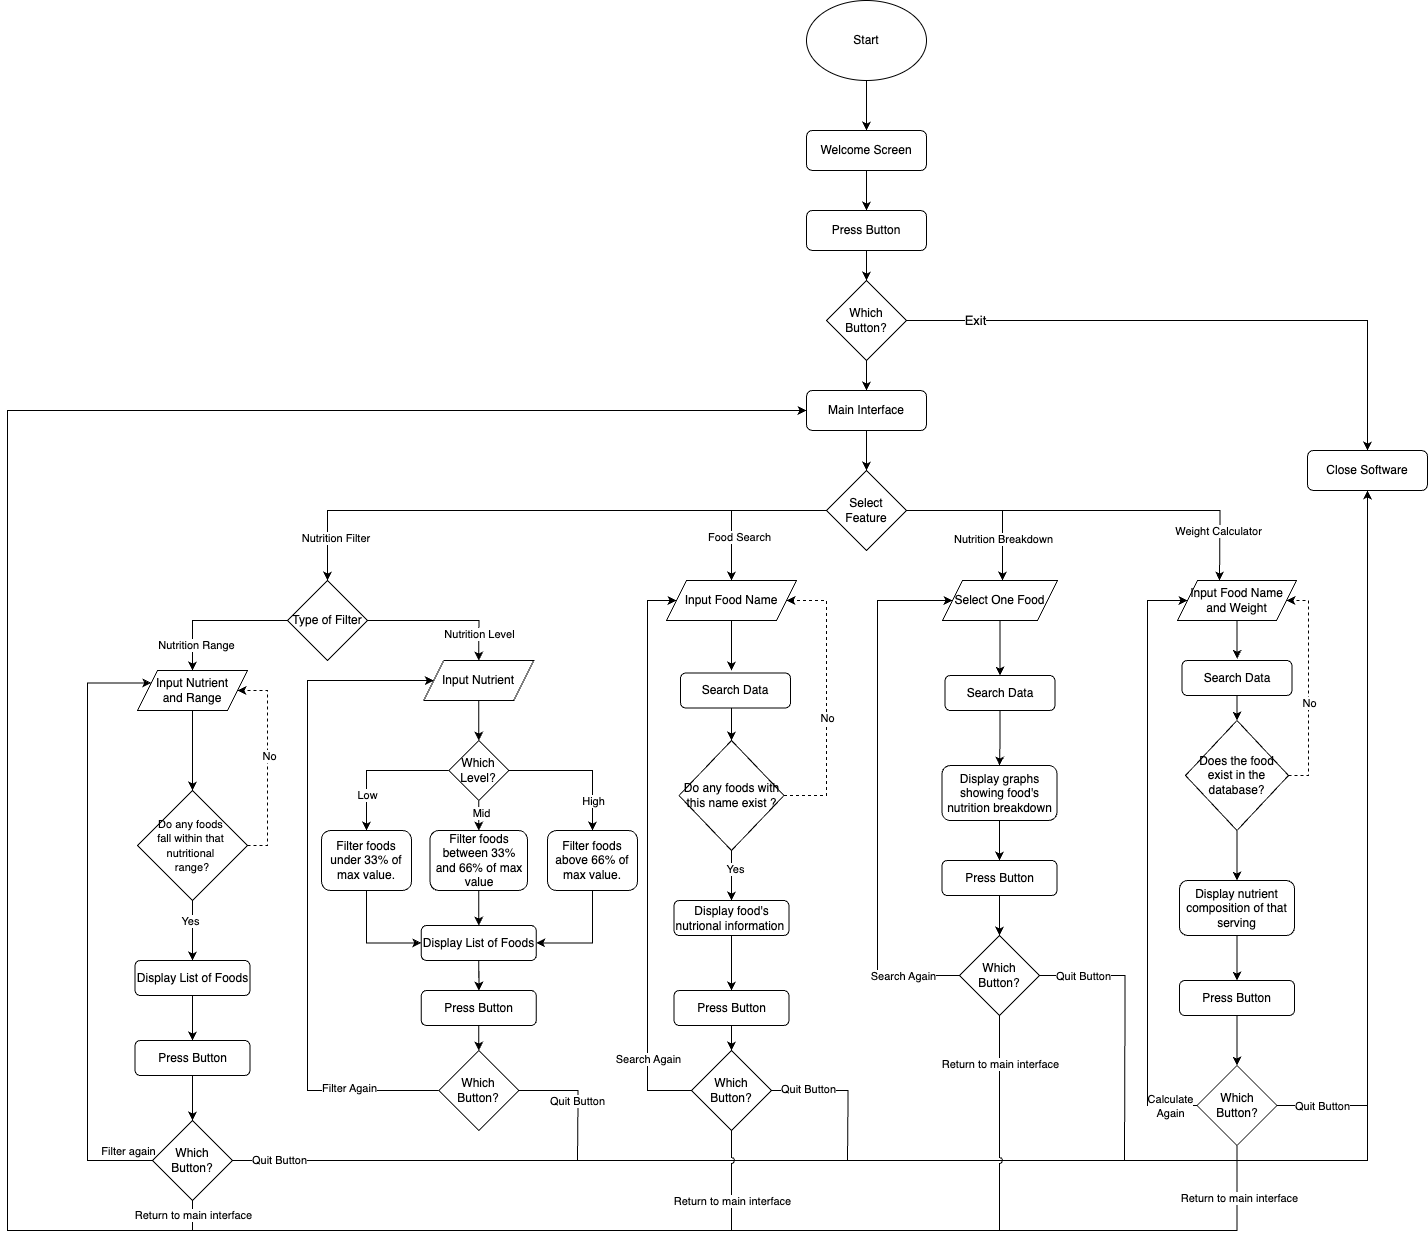 Start
Welcome Screen
Press Button
Which
Button?
Exit
Main Interface
Close Software
Select
Feature
Nutrition Filter
Food Search
Nutrition Breakdown
Weight Calculator
Type of Filter
Nutrition Range
Nutrition Level
Input Nutrient
and Range
No
Do any foods
fall within that
nutritional
range?
Yes
Display List of Foods
Press Button
Filter again
Which
Button?
Quit Button
Return to main interface
Input Nutrient
Which
Level?
Low
Mid
High
Filter foods
under 33% of
max value.
Filter foods
between 33%
and 66% of max
value
Filter foods
above 66% of
max value.
Display List of Foods
Press Button
Filter Again
Which
Button?
Quit Button
Input Food Name
Search Data
No
Do any foods with
this name exist ?
Yes
Display food's
nutrional information
Press Button
Search Again
Which
Button?
Quit Button
Return to main interface
Select One Food
Search Data
Display graphs
showing food's
nutrition breakdown
Press Button
Search Again
Which
Button?
Quit Button
Return to main interface
Input Food Name
and Weight
Search Data
No
Does the food
exist in the
database?
Display nutrient
composition of that
serving
Press Button
Calculate
Again
Which
Button?
Quit Button
Return to main interface